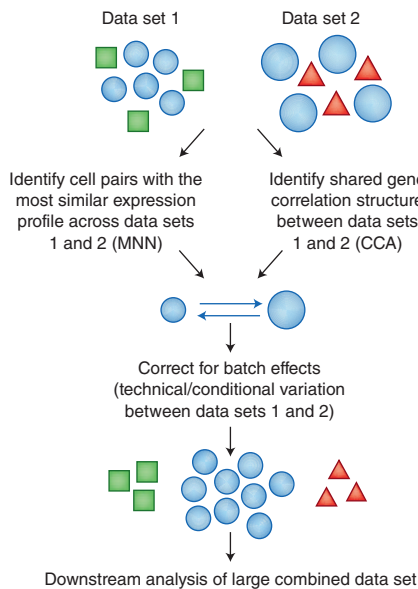 Data set 1
Data set 2
Identify cell pairs with the
most similar expression
profile across data sets
1 and 2 (MNN)
Identify shared gene
correlation structure
between data sets
1 and 2 (CCA)
Correct for batch effects
(technical/conditional variation
between data sets 1 and 2)
Downstream analysis of large combined data set